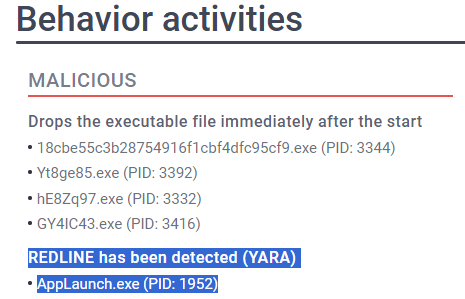 Behavior activities
MALICIOUS
Drops the executable file immediately after the start
• 18cbe55c3b28754916f1cbf4dfc95cf9.exe (PID: 3344)
• Yt8ge85.exe (PID: 3392)
• hE8Zq97.exe (PID: 3332)
• GY4IC43.exe (PID: 3416)
REDLINE has been detected (YARA)
• AppLaunch.exe (PID: 1952)